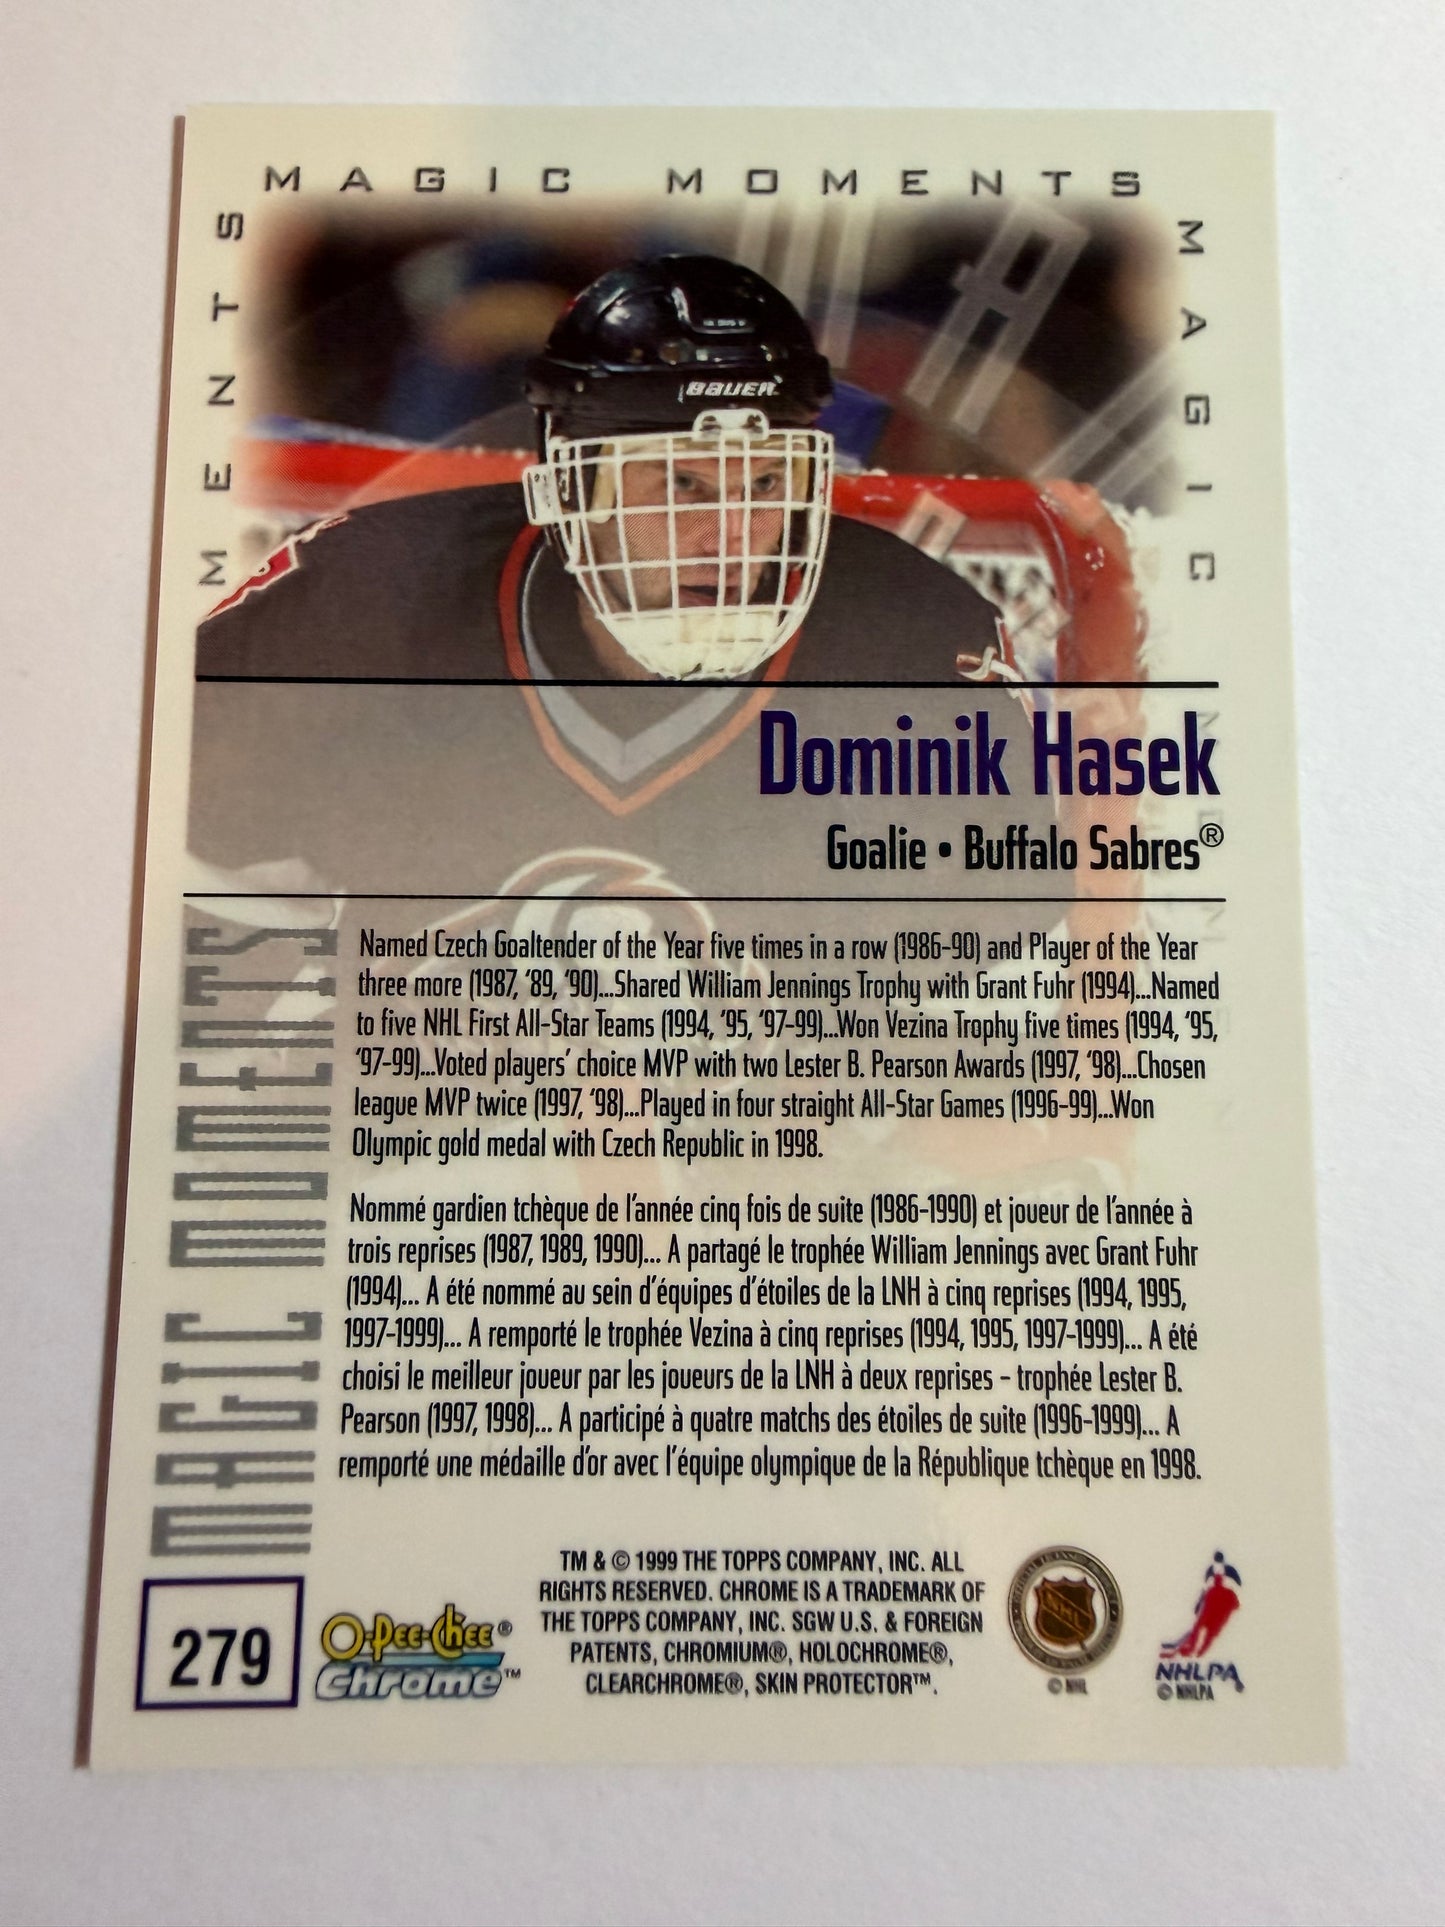 MAGIC MOMENTS
MENTS
MAGIC
BAUER
Dominik Hasek
Goalie • Buffalo Sabres®
Named Czech Goaltender of the Year five times in a row (1986-90) and Player of the Year
three more (1987, '89, '90)...Shared William Jennings Trophy with Grant Fuhr (1994)...Named
to five NHL First All-Star Teams (1994, '95, '97-99)...Won Vezina Trophy five times (1994, '95,
'97-99)...Voted players' choice MVP with two Lester B. Pearson Awards (1997, '98)...Chosen
league MVP twice (1997, '98)...Played in four straight All-Star Games (1996-99)...Won
Olympic gold medal with Czech Republic in 1998.
Nommé gardien tchèque de l'année cinq fois de suite (1986-1990) et joueur de l'année à
trois reprises (1987, 1989, 1990)... A partagé le trophée William Jennings avec Grant Fuhr
(1994)... A été nommé au sein d'équipes d'étoiles de la LNH à cinq reprises (1994, 1995,
1997-1999)... A remporté le trophée Vezina à cinq reprises (1994, 1995, 1997-1999)... A été
choisi le meilleur joueur par les joueurs de la LNH à deux reprises – trophée Lester B.
Pearson (1997, 1998)... A participé à quatre matchs des étoiles de suite (1996-1999)... A
remporté une médaille d'or avec l'équipe olympique de la République tchèque en 1998.
MAGIC MOMENTS
279
O-Pee-Chee®
Chrome™
TM & © 1999 THE TOPPS COMPANY, INC. ALL
RIGHTS RESERVED. CHROME IS A TRADEMARK OF
THE TOPPS COMPANY, INC. SGW U.S. & FOREIGN
PATENTS, CHROMIUM®, HOLOCHROME®,
CLEARCHROME®, SKIN PROTECTOR™.
NHL
© NHL
NHLPA
© NHLPA